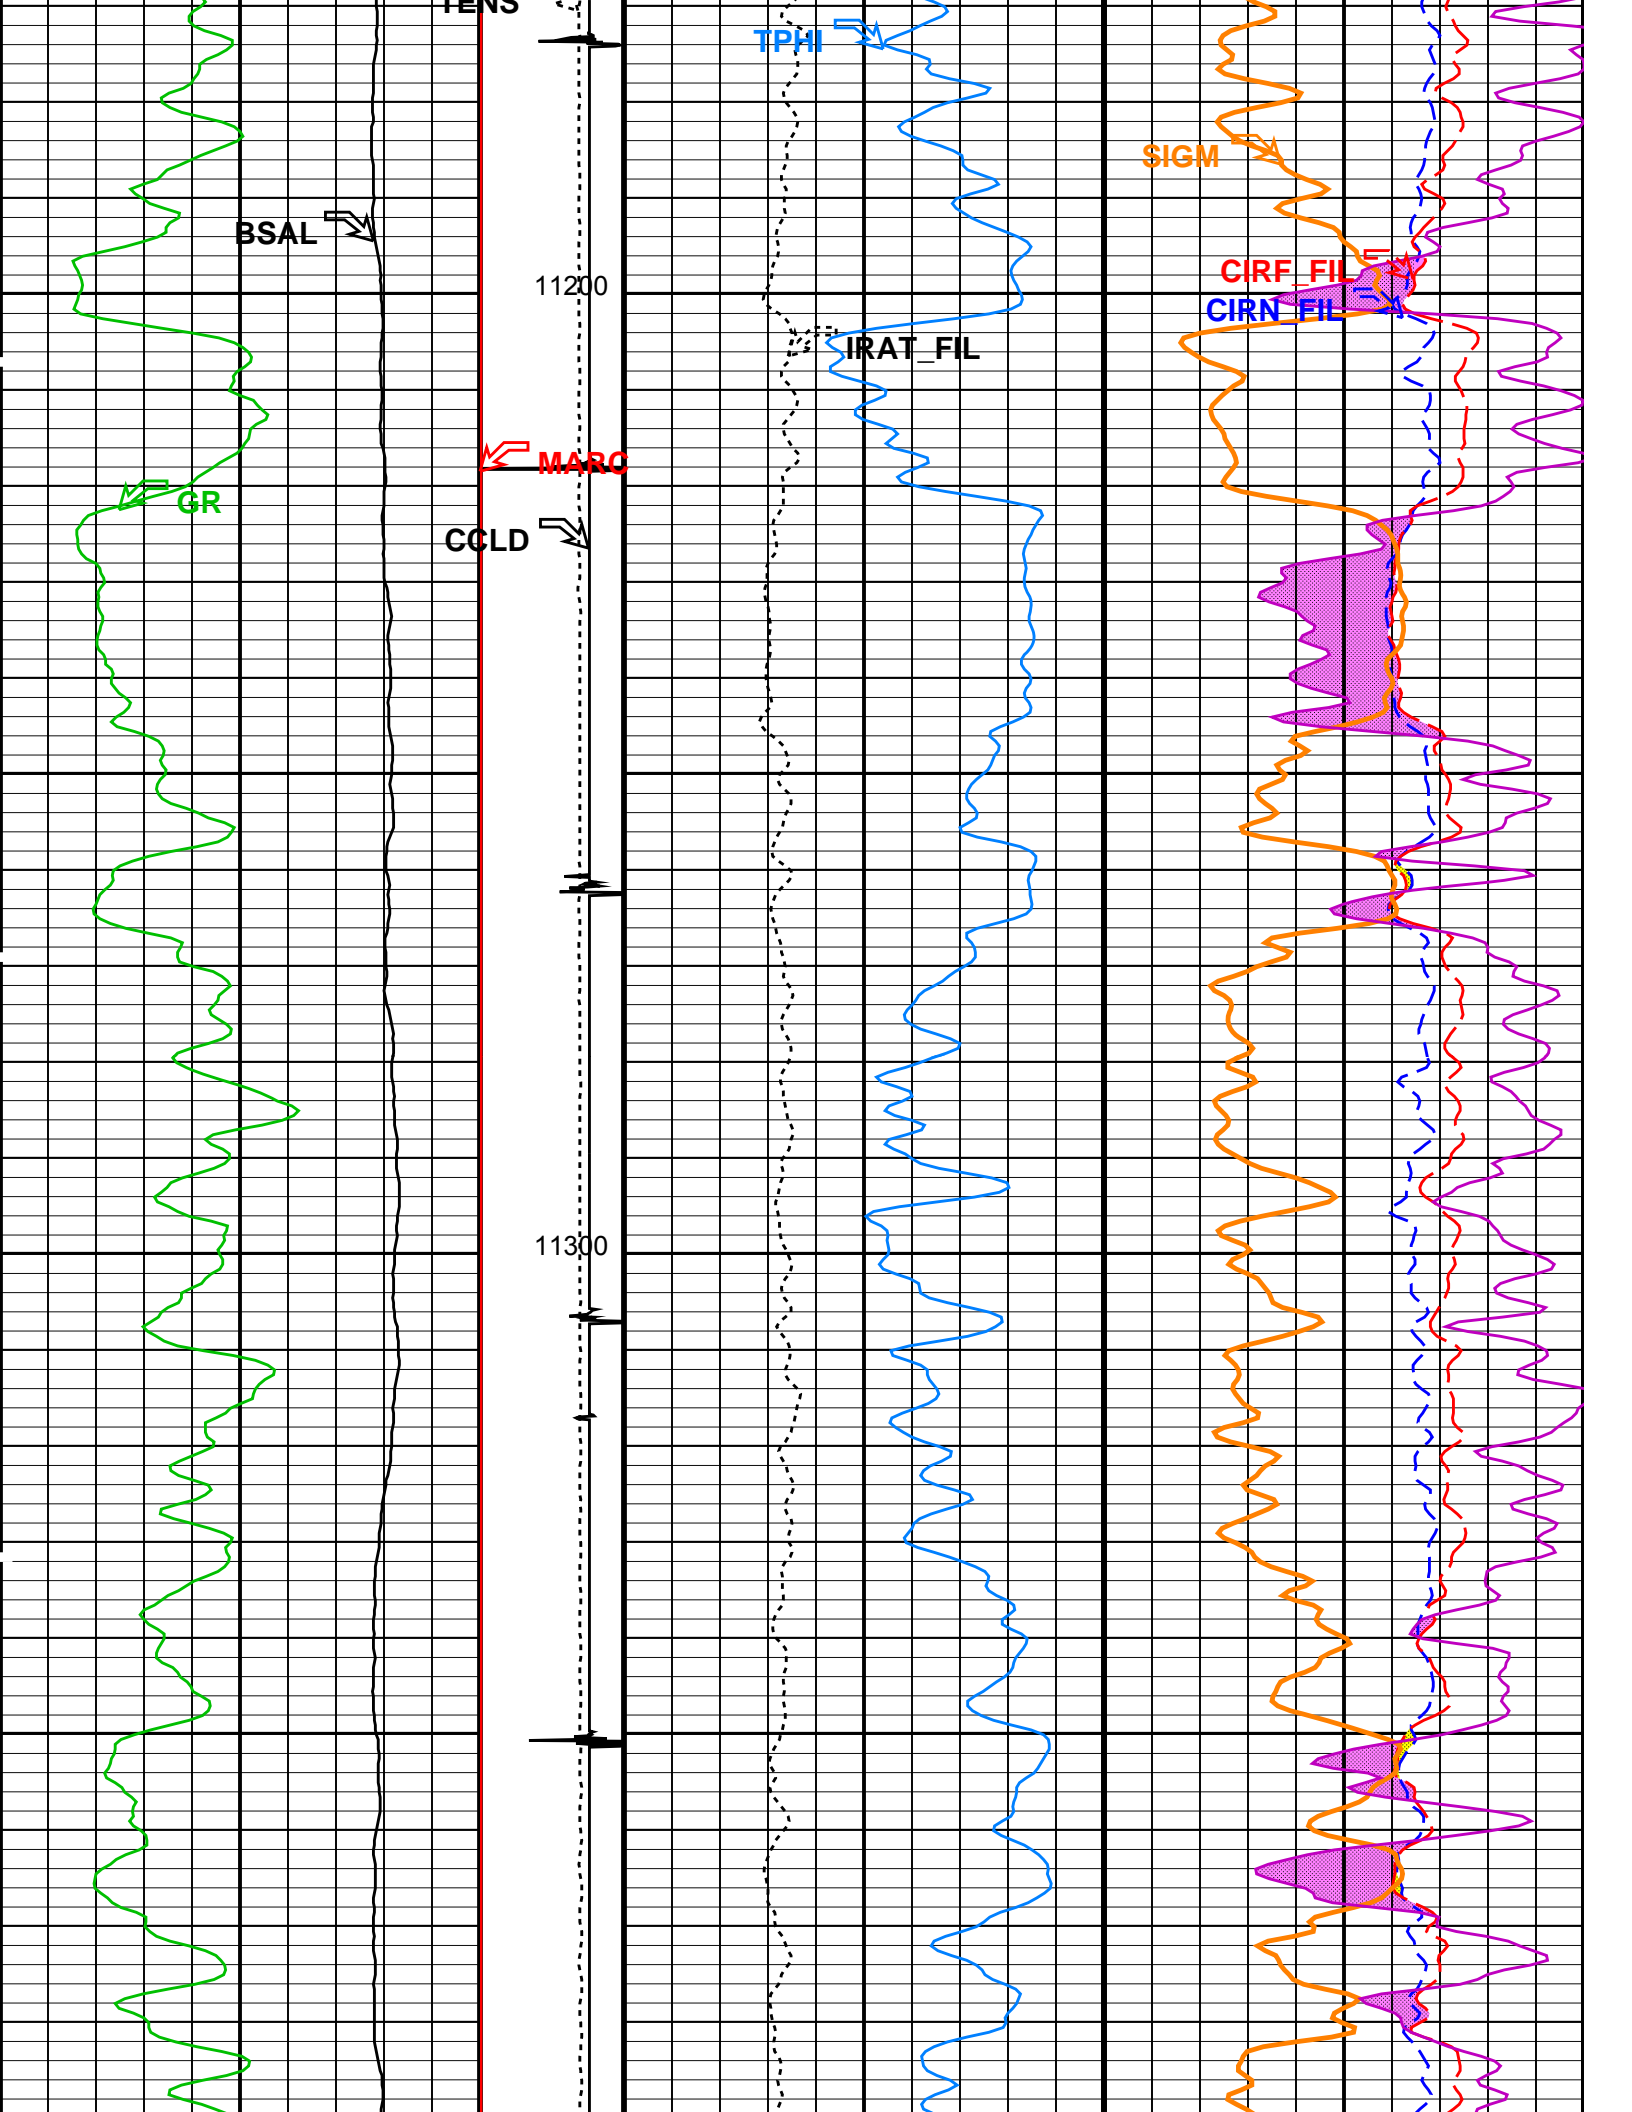 TENS
TPHI
SIGM
BSAL
CIRF_FIL
11200
CIRN_FIL
IRAT_FIL
MARC
GR
CCLD
11300